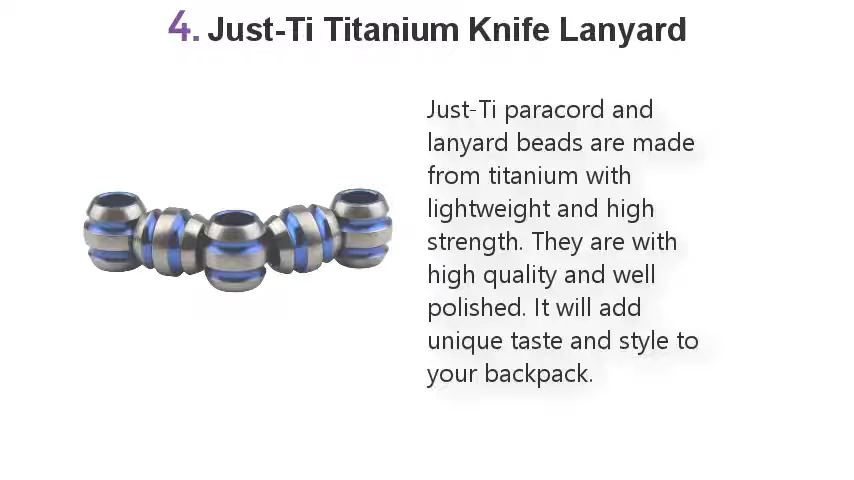 4. Just-Ti Titanium Knife Lanyard
Just-Ti paracord and
lanyard beads are made
from titanium with
lightweight and high
strength. They are with
high quality and well
polished. It will add
unique taste and style to
your backpack.